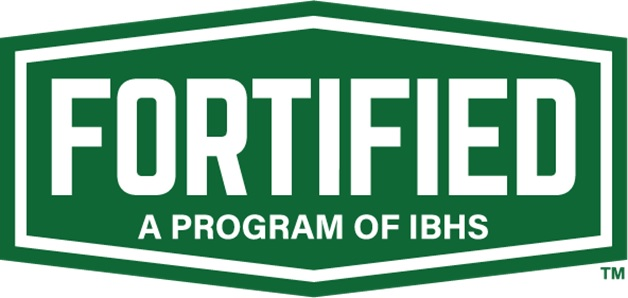 FORTIFIED
A PROGRAM OF IBHS
TM